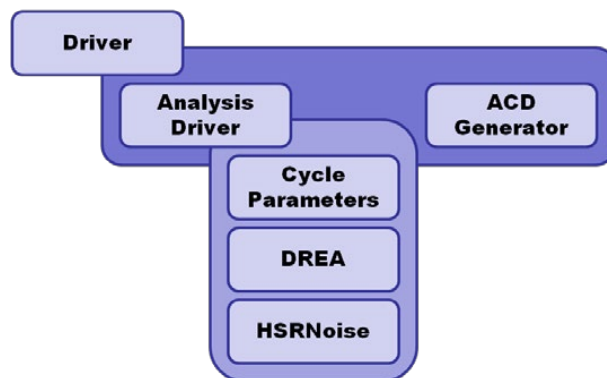 Driver
Analysis
Driver
ACD
Generator
Cycle
Parameters
DREA
HSRNoise